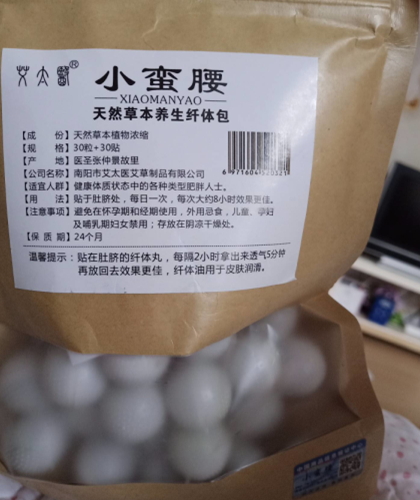 艾太醫®
小蛮腰
XIAOMANYAO
天然草本养生纤体包
【成 份】天然草本植物浓缩
【规 格】30粒+30贴
【产 地】医圣张仲景故里
【公司名称】南阳市艾太医艾草制品有限公司
【适宜人群】健康体质状态中的各种类型肥胖人士。
【用 法】贴于肚脐处，每日一次，每次大约8小时效果更佳。
【注意事项】避免在怀孕期和经期使用，外用忌食，儿童、孕妇
及哺乳期妇女禁用；存放在阴凉干燥处。
【保 质 期】24个月
6 971604 520321
温馨提示：贴在肚脐的纤体丸，每隔2小时拿出来透气5分钟
再放回去效果更佳，纤体油用于皮肤润滑。